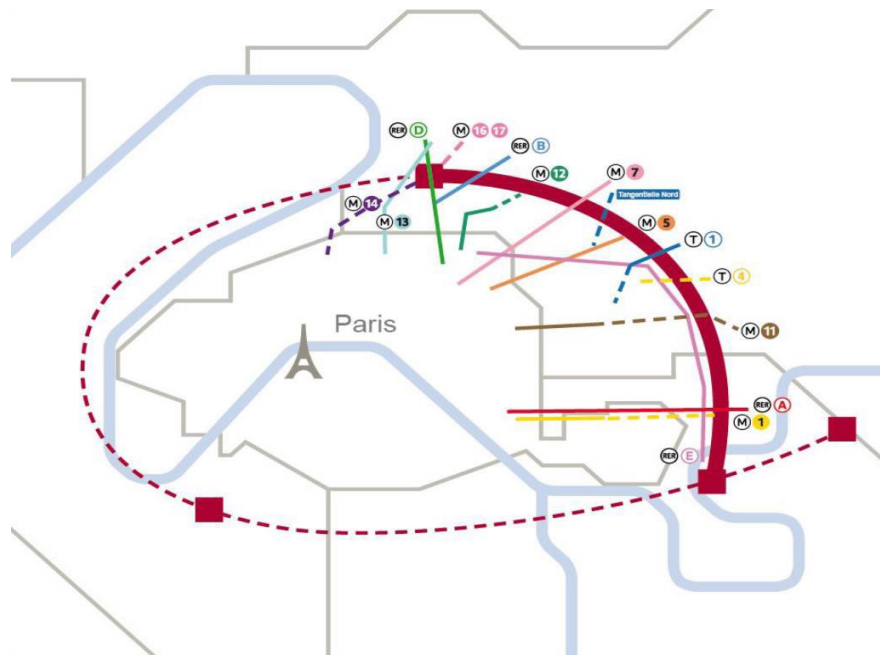 RER D
M 16 17
RER B
M 12
M 7
Tangentielle Nord
M 14
M 13
M 5
T 1
T 4
Paris
M 11
RER A
M 1
RER E